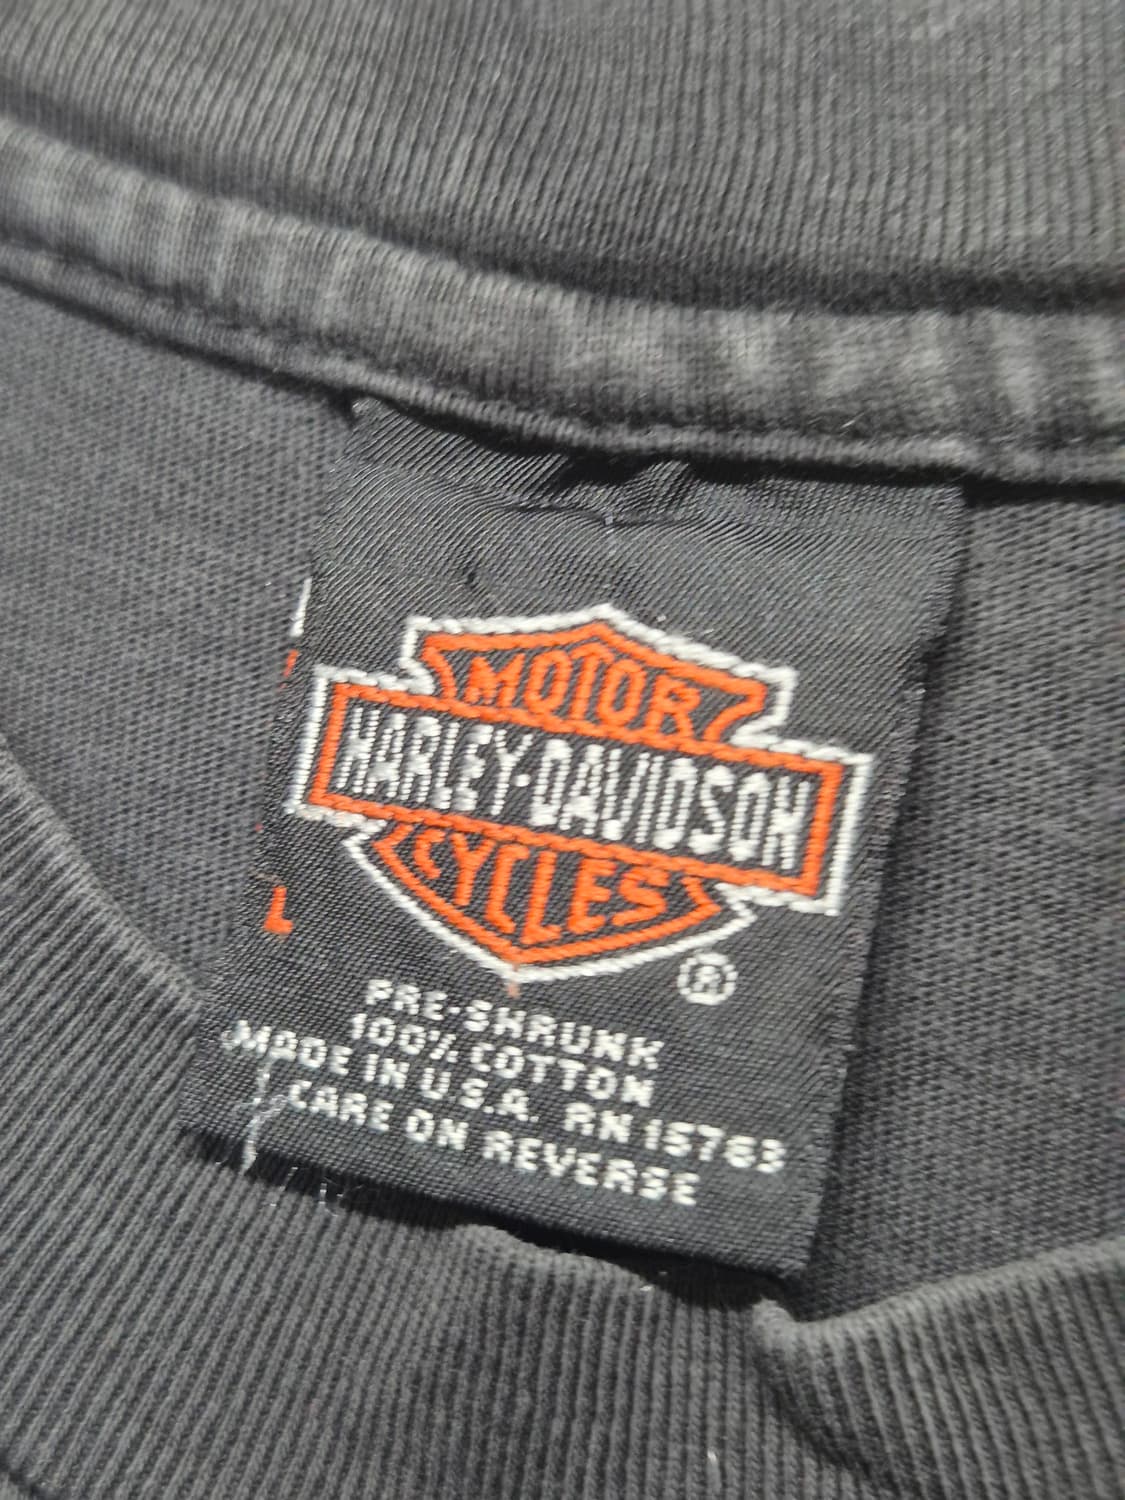 MOTOR
HARLEY-DAVIDSON
CYCLES
®
L
PRE-SHRUNK
100% COTTON
MADE IN U.S.A. RN 15763
CARE ON REVERSE